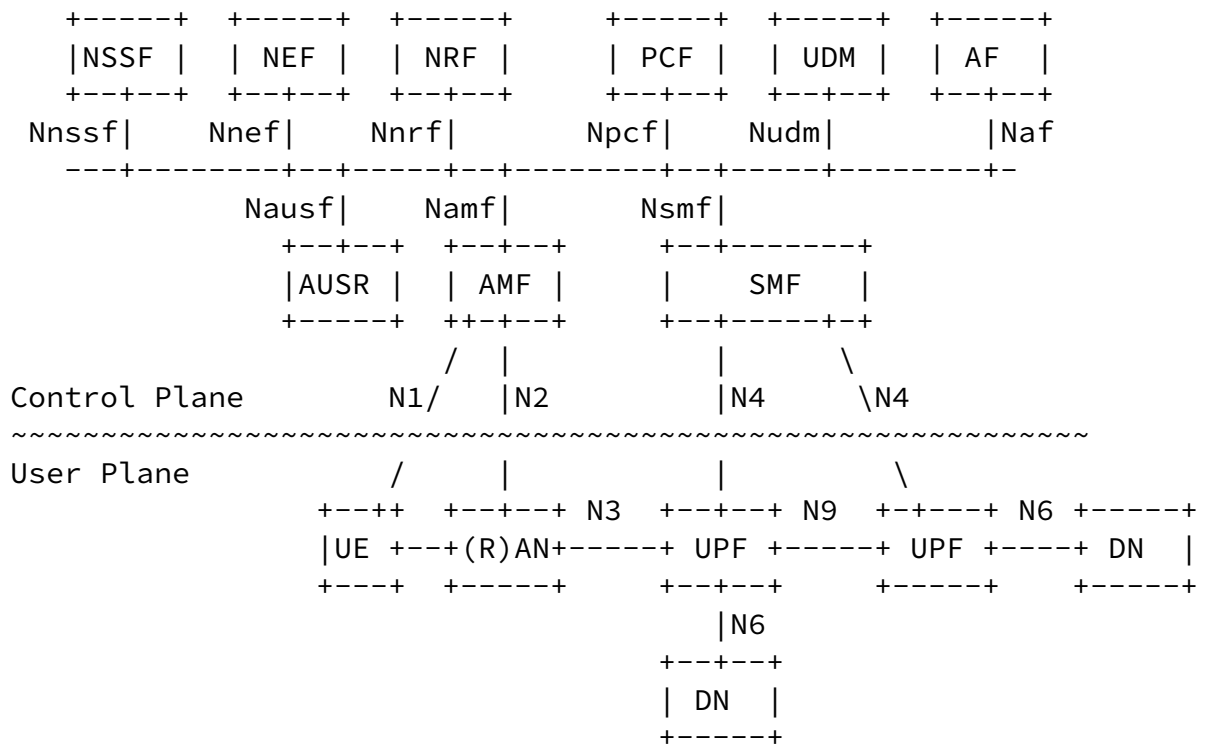 NSSF NEF NRF PCF UDM AF
Nnssf Nnef Nnrf Npcf Nudm Naf
Nausf Namf Nsmf
AUSR AMF SMF
Control Plane N1 N2 N4 N4
User Plane
N3 N9 N6
UE (R)AN UPF UPF DN
N6
DN